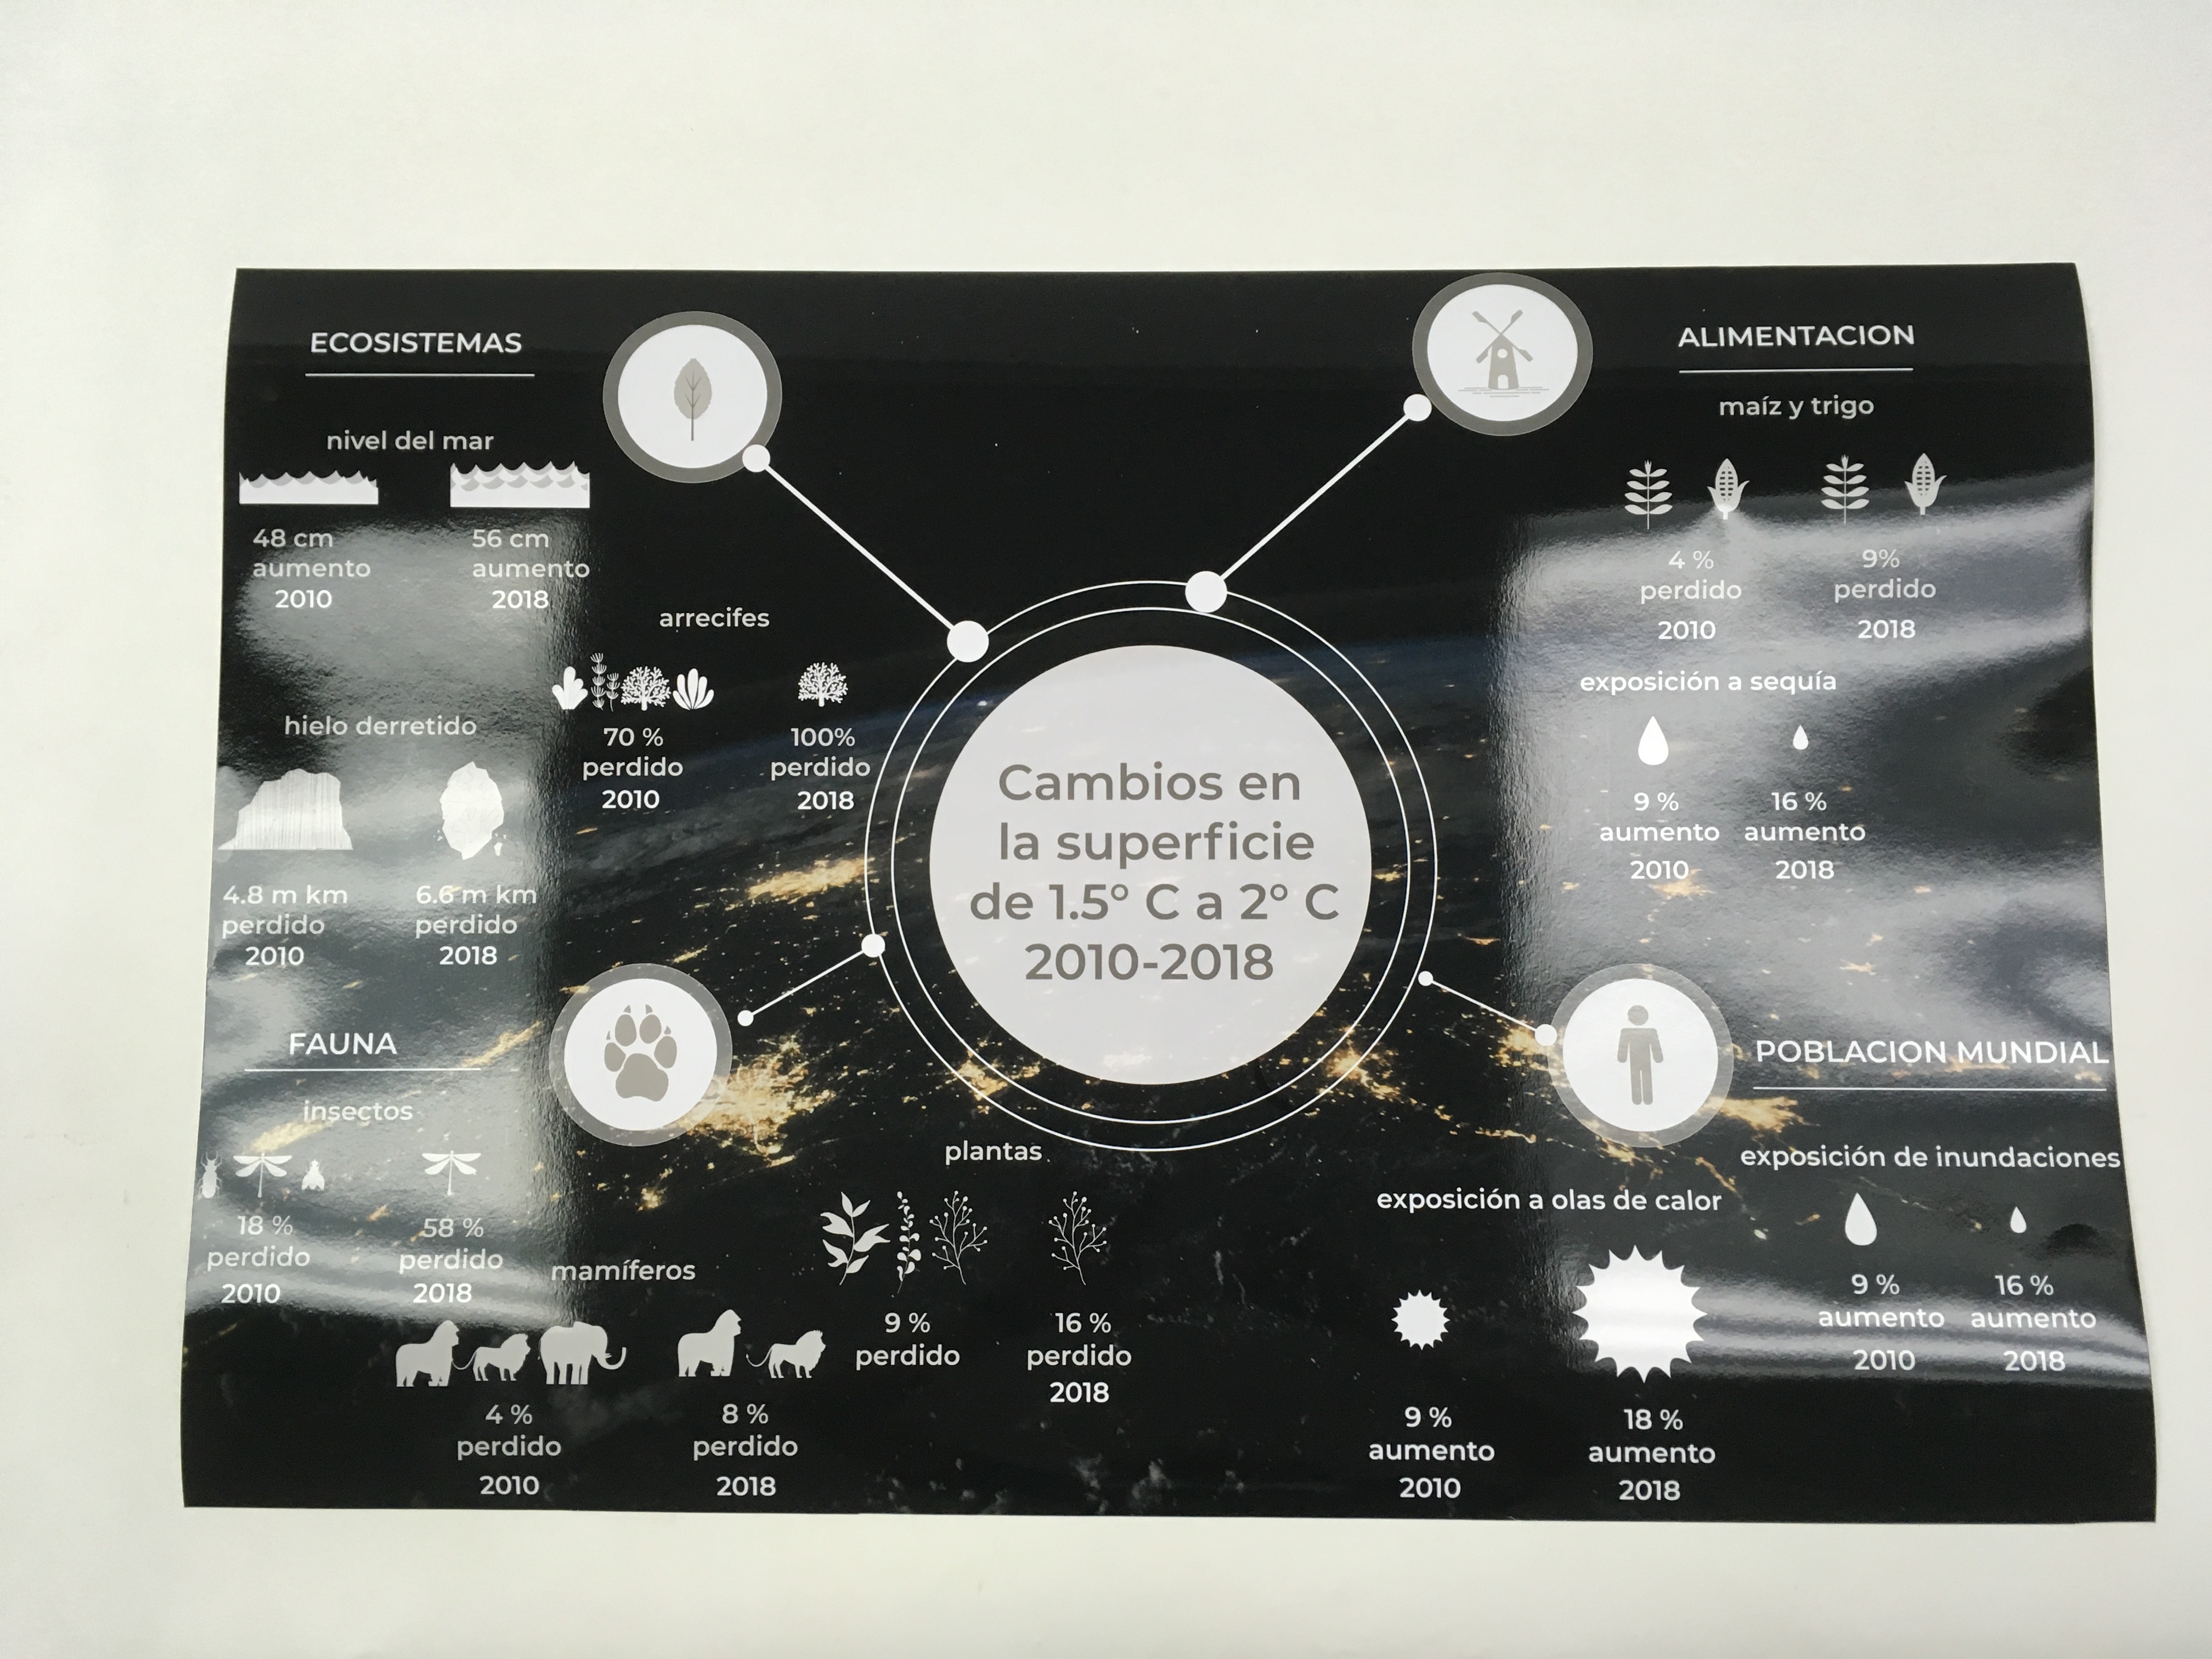 ECOSISTEMAS
nivel del mar
48 cm
aumento
2010
56 cm
aumento
2018
hielo derretido
4.8 m km
perdido
2010
6.6 m km
perdido
2018
arrecifes
70 %
perdido
2010
100%
perdido
2018
FAUNA
insectos
18 %
perdido
2010
58 %
perdido
2018
mamíferos
4 %
perdido
2010
8 %
perdido
2018
plantas
9 %
perdido
16 %
perdido
2018
Cambios en
la superficie
de 1.5º C a 2º C
2010-2018
ALIMENTACION
maíz y trigo
4 %
perdido
2010
9%
perdido
2018
exposición a sequía
9 %
aumento
2010
16 %
aumento
2018
POBLACION MUNDIAL
exposición a olas de calor
9 %
aumento
2010
18 %
aumento
2018
exposición de inundaciones
9 %
aumento
2010
16 %
aumento
2018